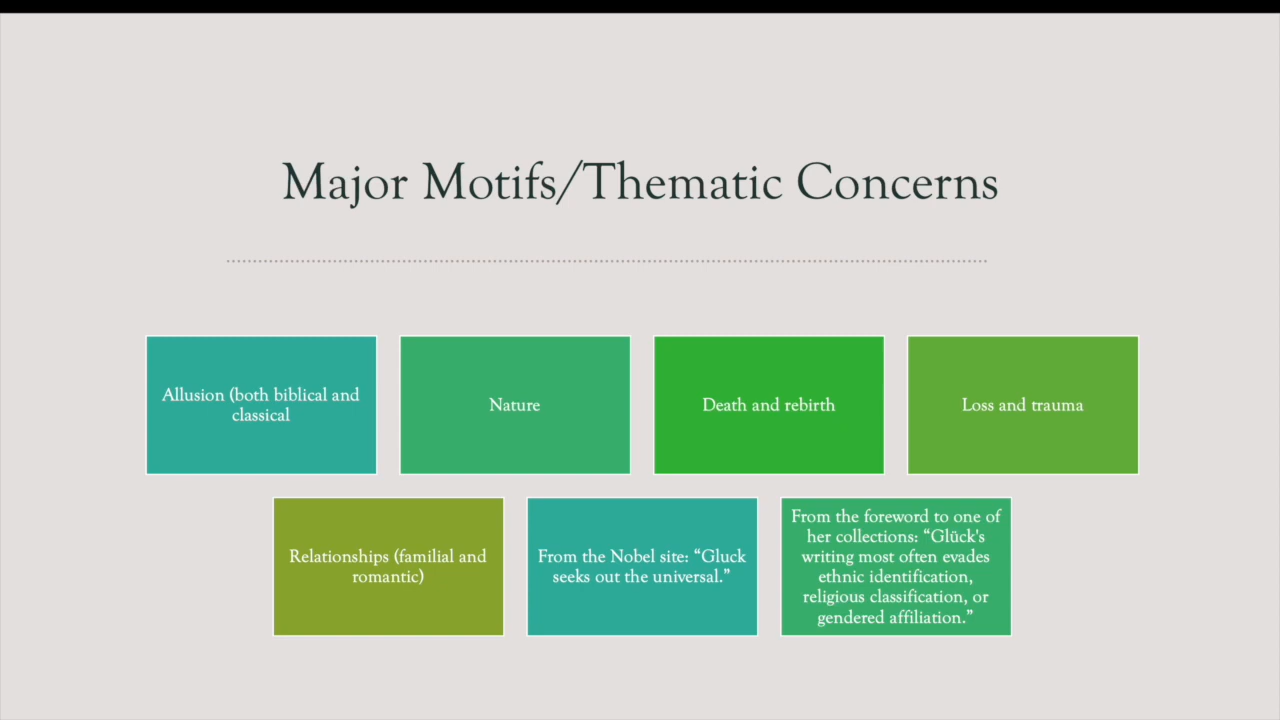 Major Motifs/Thematic Concerns
Allusion (both biblical and
classical
Nature
Death and rebirth
Loss and trauma
Relationships (familial and
romantic)
From the Nobel site: “Gluck
seeks out the universal.”
From the foreword to one of
her collections: “Glück's
writing most often evades
ethnic identification,
religious classification, or
gendered affiliation.”